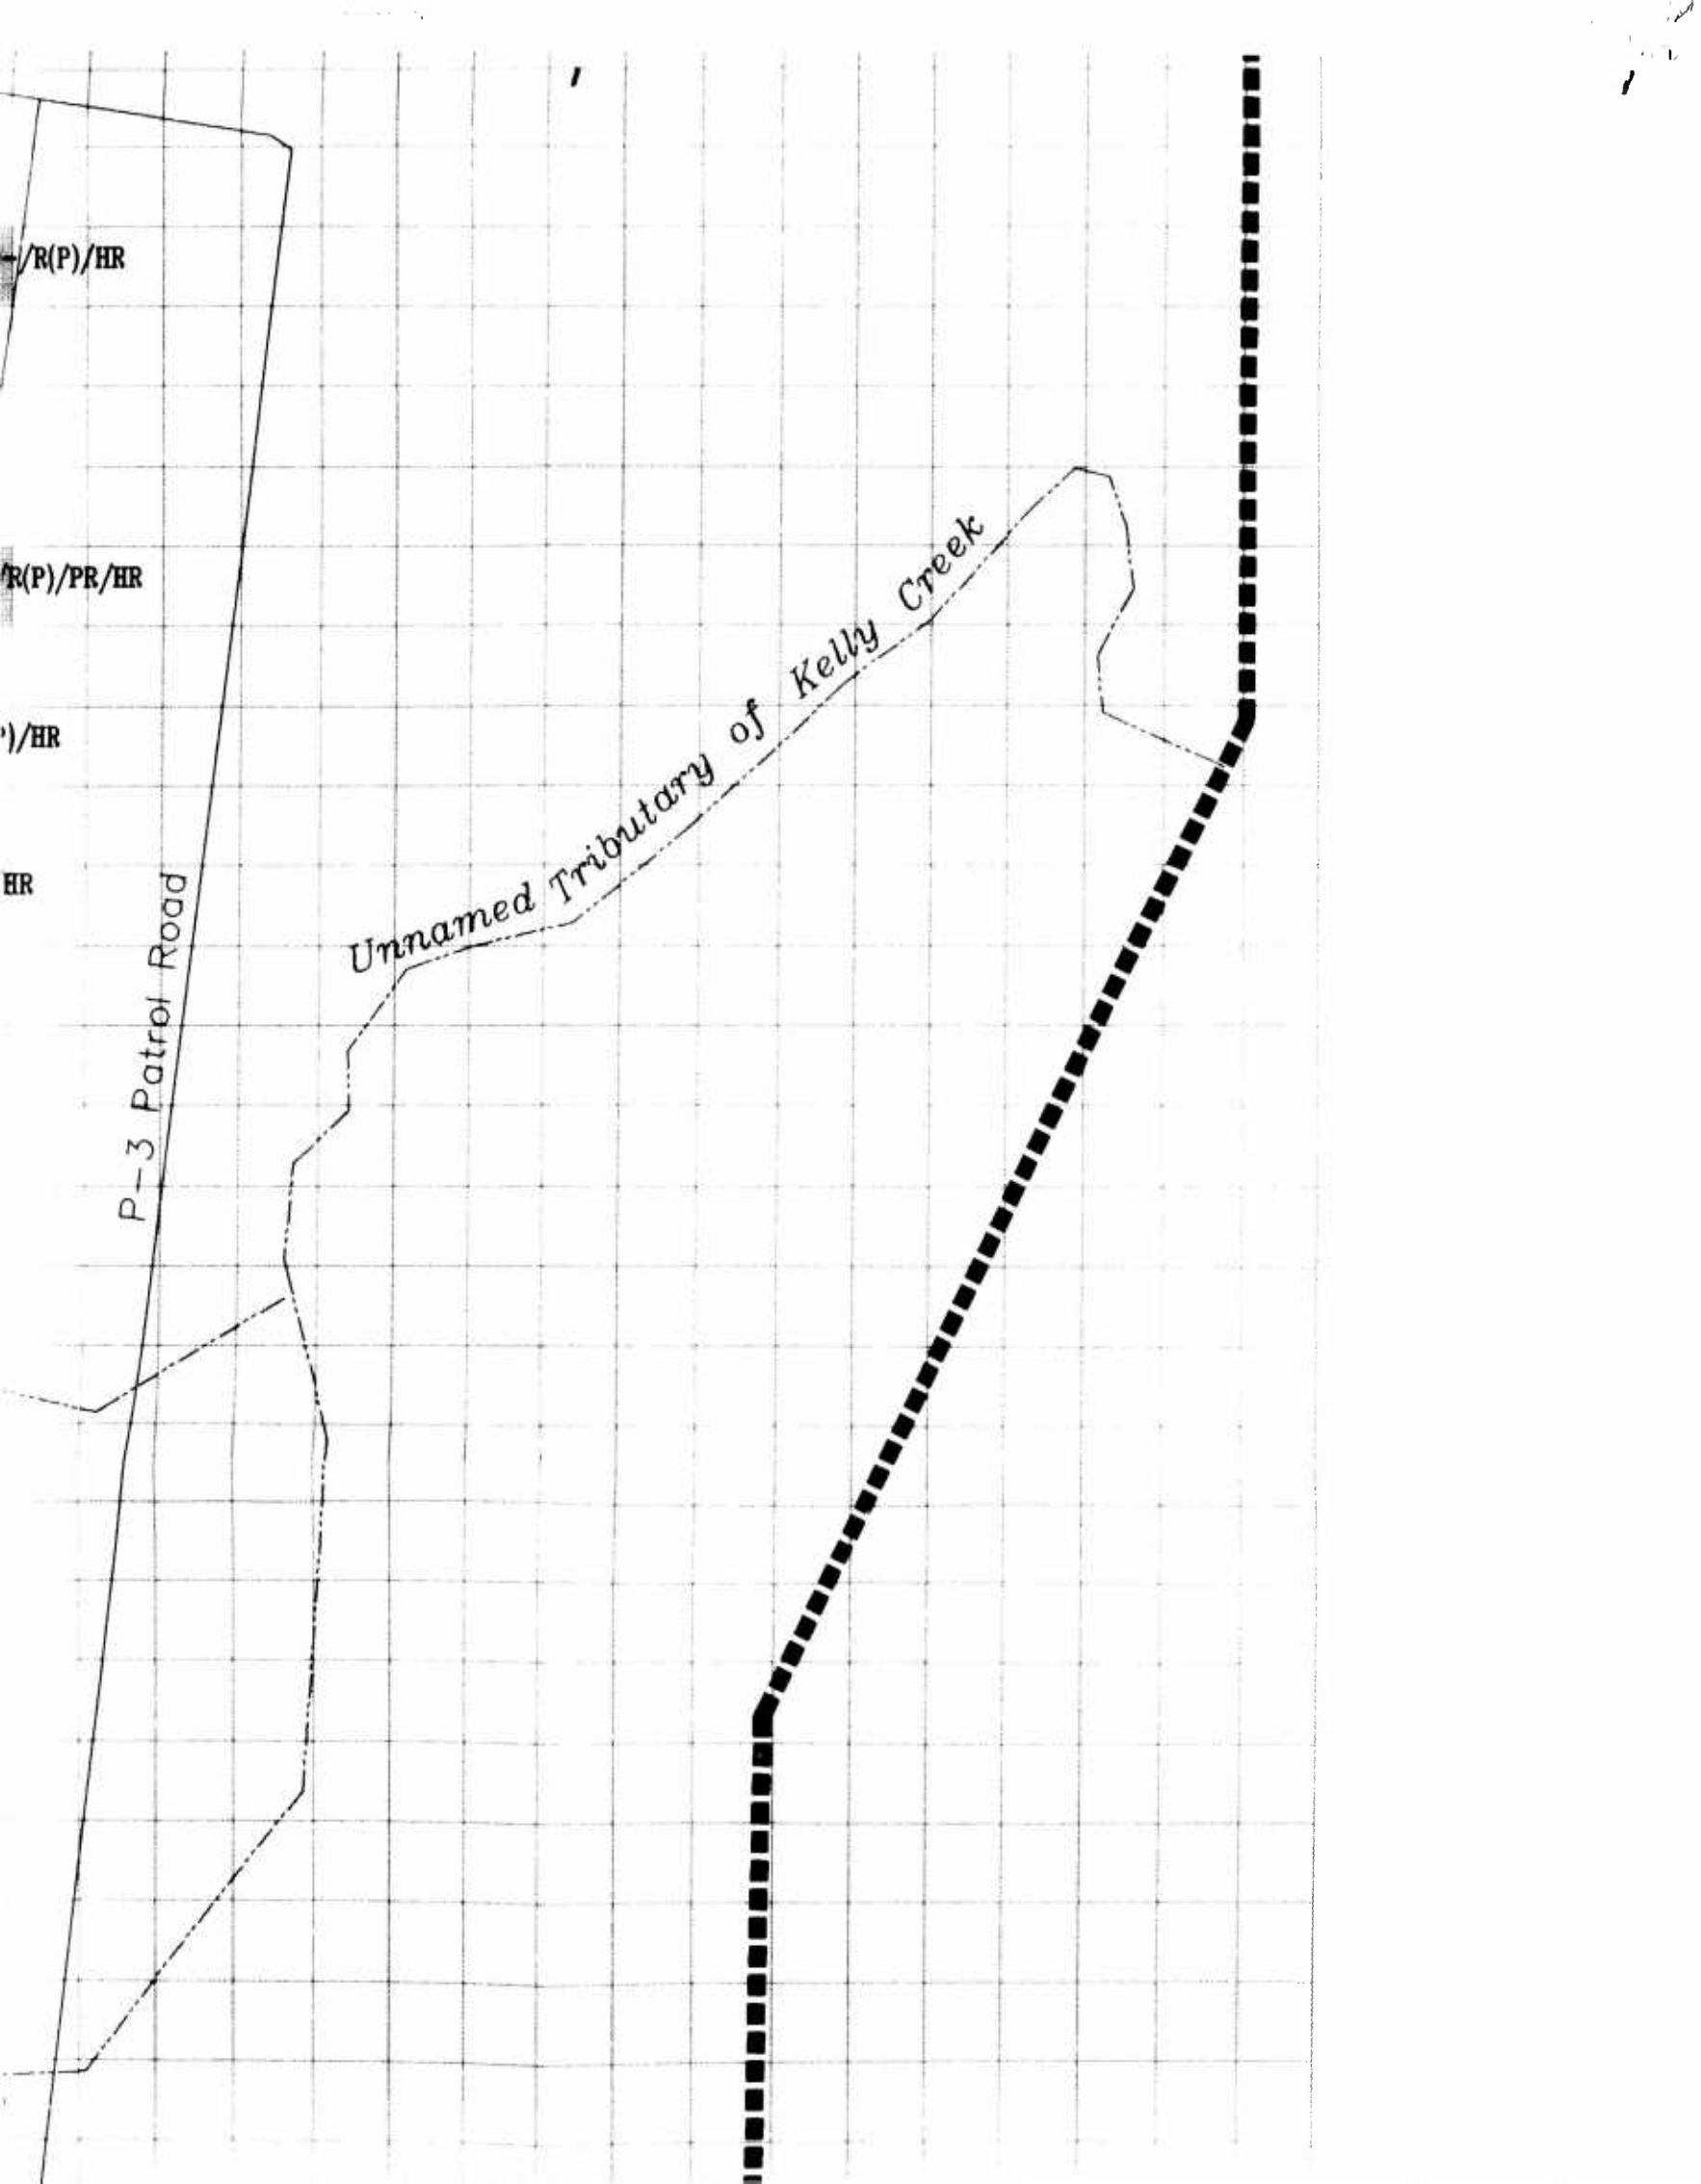 /R(P)/HR
R(P)/PR/HR
)/HR
HR
P-3 Patrol Road
Unnamed Tributary of Kelly Creek